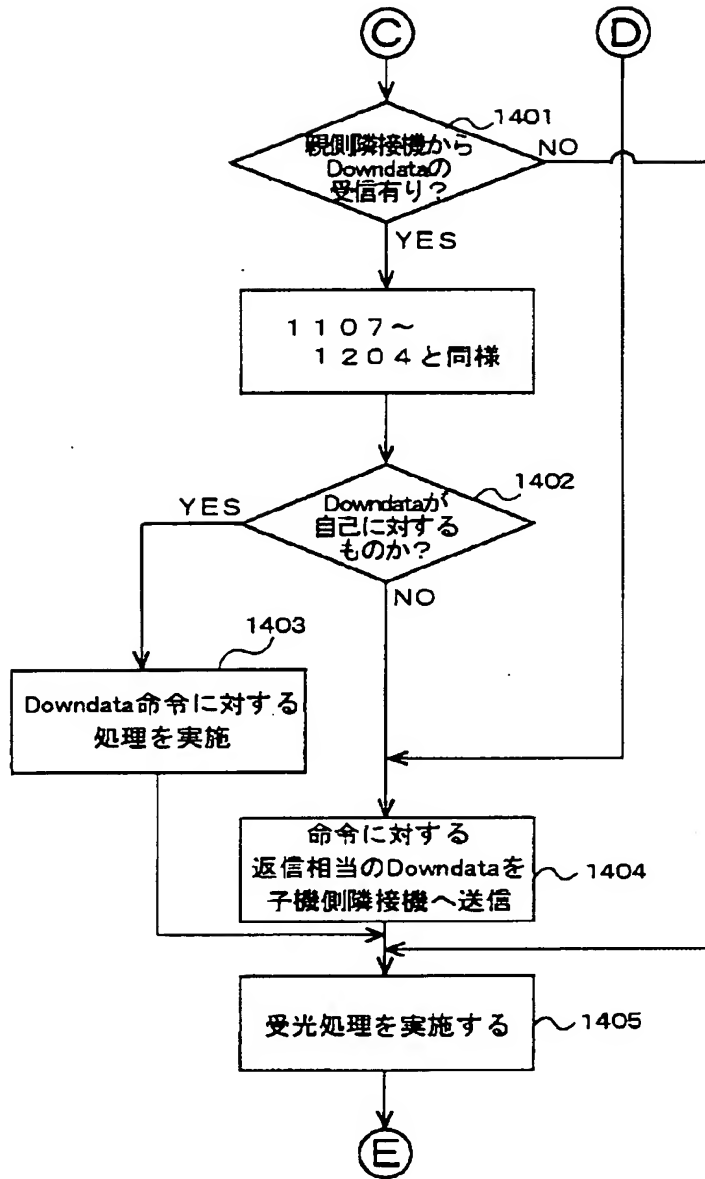 C
D
1401
親側隣接機から
Downdataの
受信有り？
NO
YES
１１０７～
１２０４と同様
1402
YES
Downdataが
自己に対する
ものか？
NO
1403
Downdata命令に対する
処理を実施
命令に対する
返信相当のDowndataを
子機側隣接機へ送信
1404
受光処理を実施する
1405
E